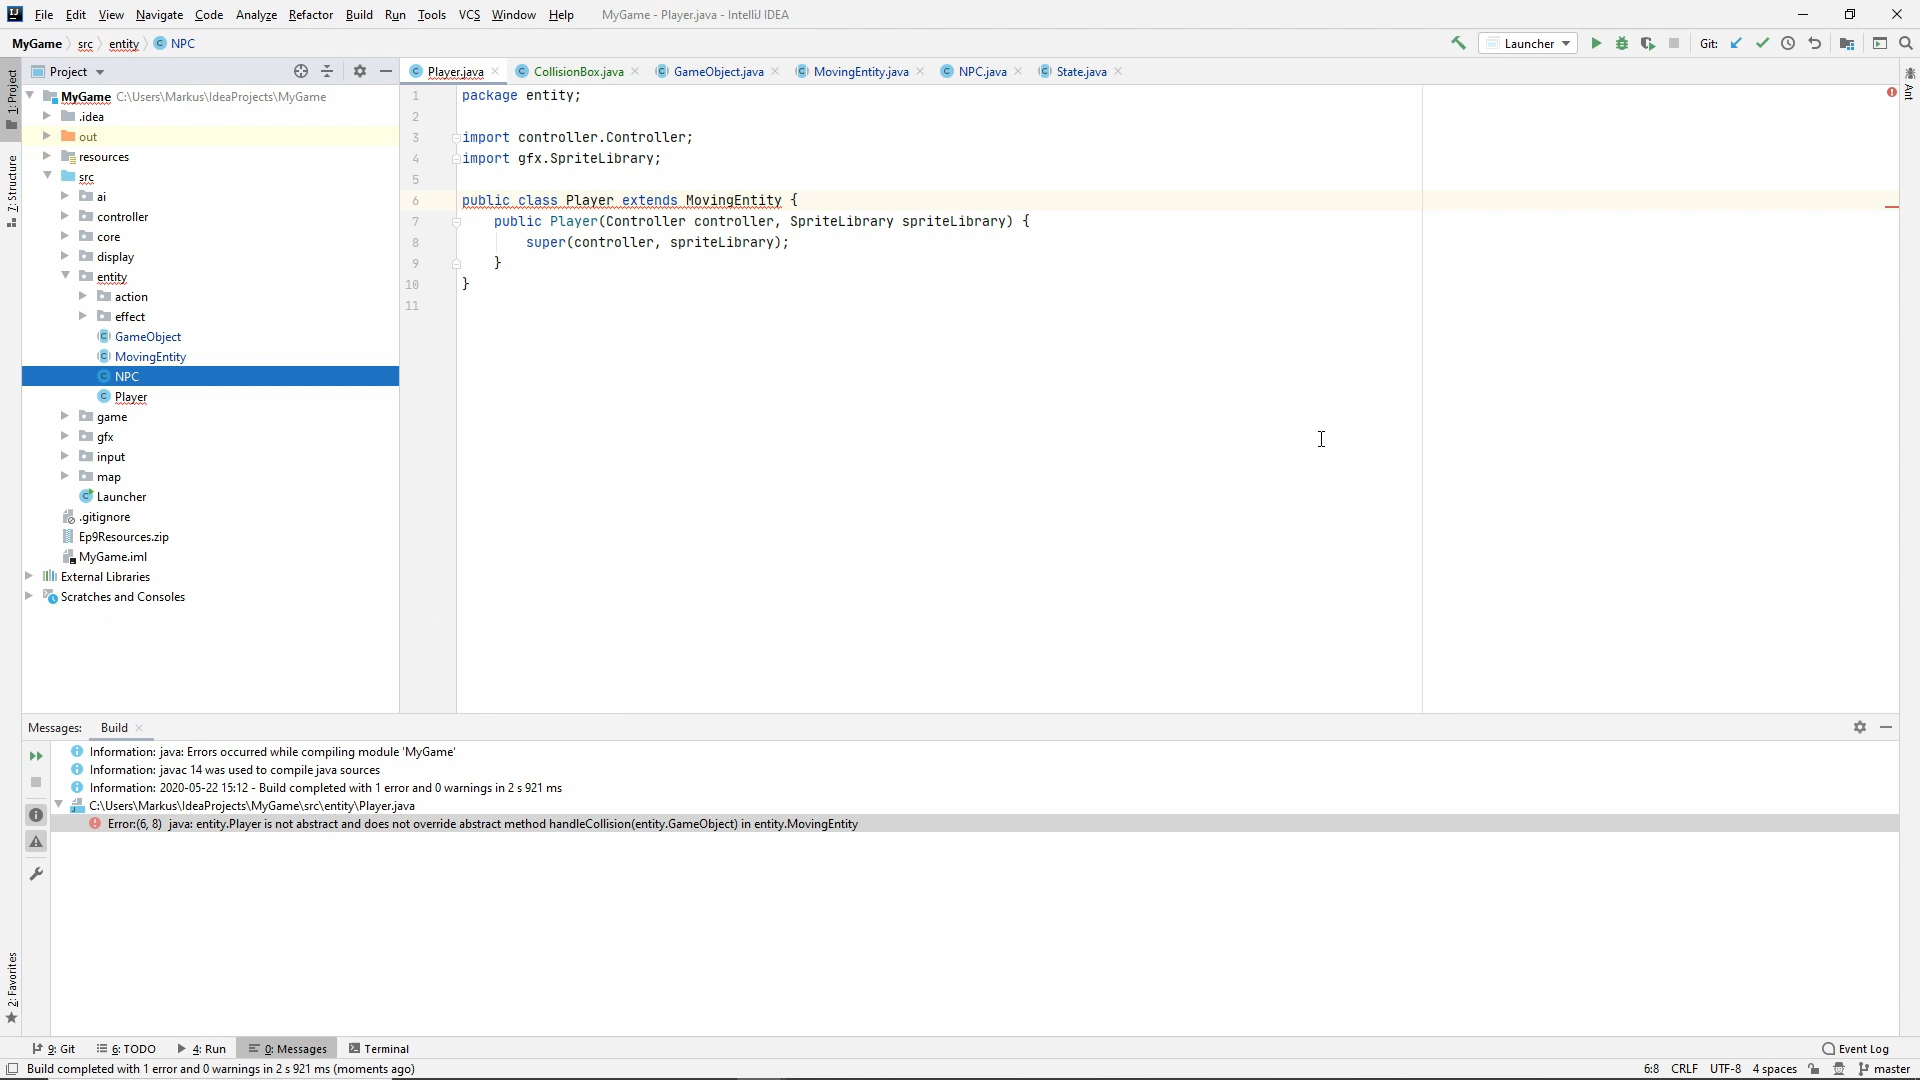 File Edit View Navigate Code Analyze Refactor Build Run Tools VCS Window Help MyGame - Player.java - IntelliJ IDEA
MyGame src entity NPC Launcher Git:
Project Player.java CollisionBox.java GameObject.java MovingEntity.java NPC.java State.java
1: Project
7: Structure
2: Favorites
Ant
MyGame C:\Users\Markus\IdeaProjects\MyGame
.idea
out
resources
src
ai
controller
core
display
entity
action
effect
GameObject
MovingEntity
NPC
Player
game
gfx
input
map
Launcher
.gitignore
Ep9Resources.zip
MyGame.iml
External Libraries
Scratches and Consoles
1 package entity;
2
3 import controller.Controller;
4 import gfx.SpriteLibrary;
5
6 public class Player extends MovingEntity {
7 public Player(Controller controller, SpriteLibrary spriteLibrary) {
8 super(controller, spriteLibrary);
9 }
10 }
11
Messages: Build
Information: java: Errors occurred while compiling module 'MyGame'
Information: javac 14 was used to compile java sources
Information: 2020-05-22 15:12 - Build completed with 1 error and 0 warnings in 2 s 921 ms
C:\Users\Markus\IdeaProjects\MyGame\src\entity\Player.java
Error:(6, 8) java: entity.Player is not abstract and does not override abstract method handleCollision(entity.GameObject) in entity.MovingEntity
9: Git 6: TODO 4: Run 0: Messages Terminal Event Log
Build completed with 1 error and 0 warnings in 2 s 921 ms (moments ago) 6:8 CRLF UTF-8 4 spaces master